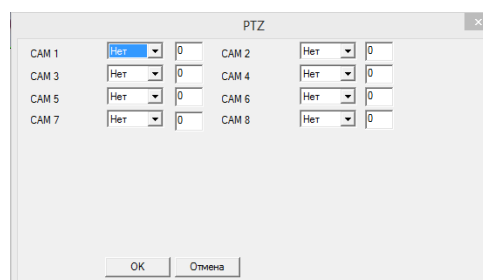 PTZ
CAM 1 Нет 0 CAM 2 Нет 0
CAM 3 Нет 0 CAM 4 Нет 0
CAM 5 Нет 0 CAM 6 Нет 0
CAM 7 Нет 0 CAM 8 Нет 0
OK Отмена